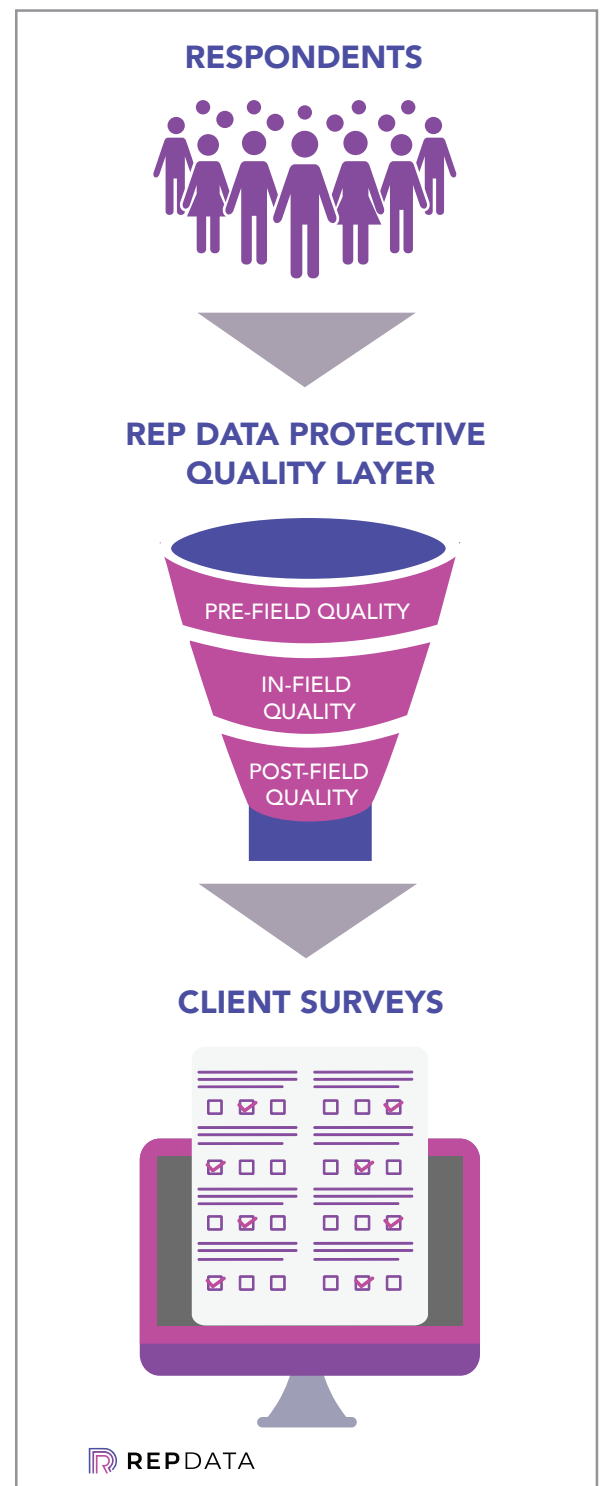 RESPONDENTS
REP DATA PROTECTIVE
QUALITY LAYER
PRE-FIELD QUALITY
IN-FIELD
QUALITY
POST-FIELD
QUALITY
CLIENT SURVEYS
REPDATA